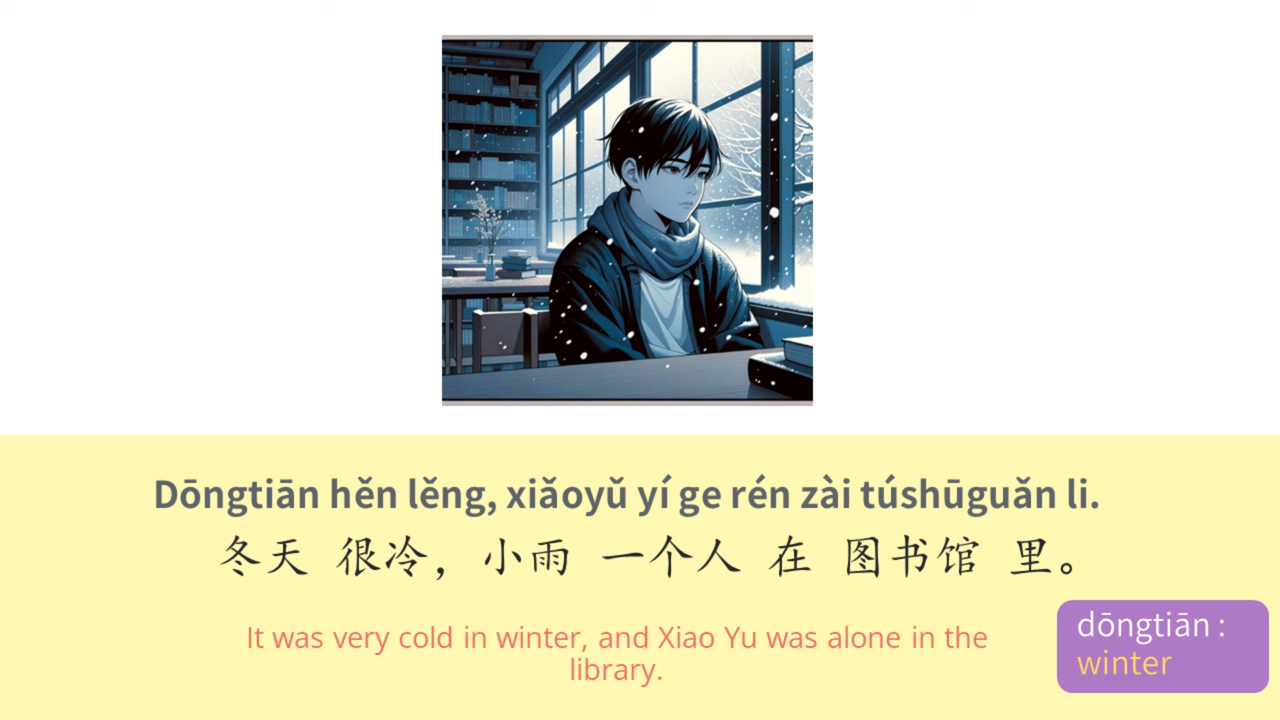 Dōngtiān hěn lěng, xiǎoyǔ yí ge rén zài túshūguǎn li.
冬天 很冷，小雨 一个人 在 图书馆 里。
It was very cold in winter, and Xiao Yu was alone in the
library.
dōngtiān :
winter